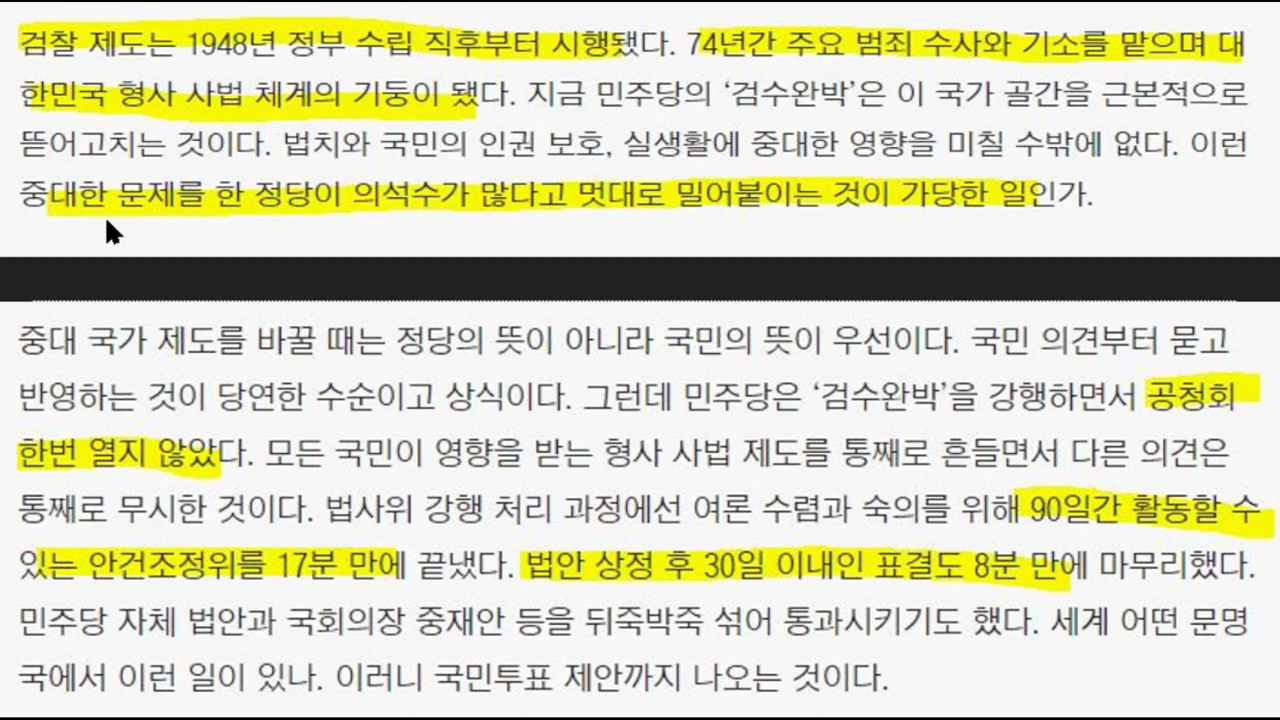 검찰 제도는 1948년 정부 수립 직후부터 시행됐다. 74년간 주요 범죄 수사와 기소를 맡으며 대
한민국 형사 사법 체계의 기둥이 됐다. 지금 민주당의 ‘검수완박’은 이 국가 골간을 근본적으로
뜯어고치는 것이다. 법치와 국민의 인권 보호, 실생활에 중대한 영향을 미칠 수밖에 없다. 이런
중대한 문제를 한 정당이 의석수가 많다고 멋대로 밀어붙이는 것이 가당한 일인가.
중대 국가 제도를 바꿀 때는 정당의 뜻이 아니라 국민의 뜻이 우선이다. 국민 의견부터 묻고
반영하는 것이 당연한 수순이고 상식이다. 그런데 민주당은 ‘검수완박’을 강행하면서 공청회
한번 열지 않았다. 모든 국민이 영향을 받는 형사 사법 제도를 통째로 흔들면서 다른 의견은
통째로 무시한 것이다. 법사위 강행 처리 과정에선 여론 수렴과 숙의를 위해 90일간 활동할 수
있는 안건조정위를 17분 만에 끝냈다. 법안 상정 후 30일 이내인 표결도 8분 만에 마무리했다.
민주당 자체 법안과 국회의장 중재안 등을 뒤죽박죽 섞어 통과시키기도 했다. 세계 어떤 문명
국에서 이런 일이 있나. 이러니 국민투표 제안까지 나오는 것이다.